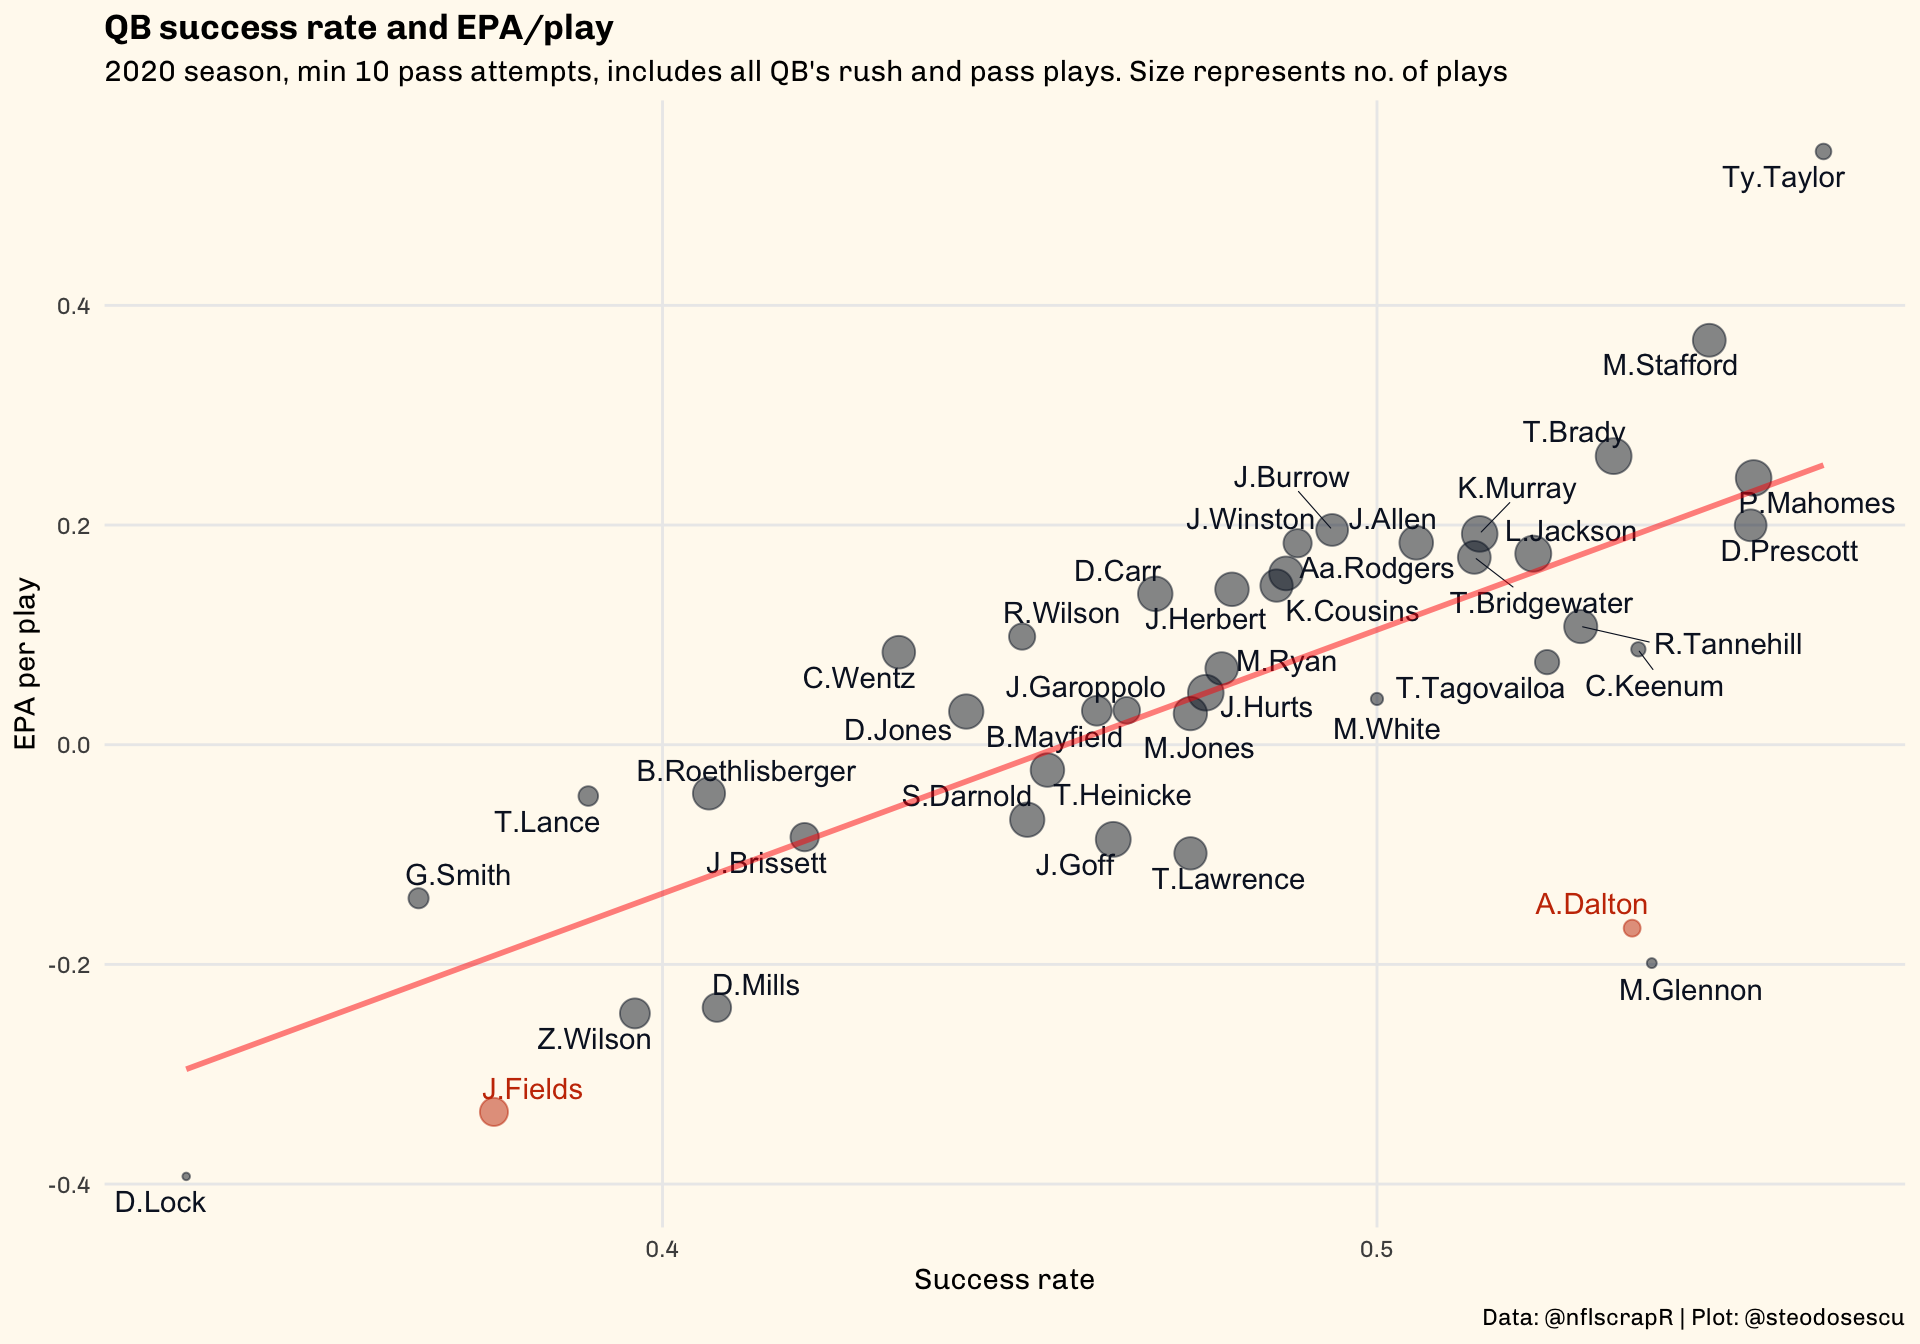 QB success rate and EPA/play
2020 season, min 10 pass attempts, includes all QB's rush and pass plays. Size represents no. of plays
Ty.Taylor
0.4
M.Stafford
T.Brady
J.Burrow
K.Murray
P.Mahomes
0.2
J.Winston
J.Allen
L.Jackson
D.Prescott
D.Carr
Aa.Rodgers
R.Wilson
J.Herbert
K.Cousins
T.Bridgewater
R.Tannehill
C.Wentz
M.Ryan
J.Garoppolo
T.Tagovailoa
C.Keenum
J.Hurts
D.Jones
B.Mayfield
M.White
0.0
M.Jones
B.Roethlisberger
S.Darnold
T.Heinicke
T.Lance
J.Brissett
J.Goff
G.Smith
T.Lawrence
A.Dalton
-0.2
D.Mills
M.Glennon
Z.Wilson
J.Fields
-0.4
D.Lock
EPA per play
0.4
0.5
Success rate
Data: @nflscrapR | Plot: @steodosescu